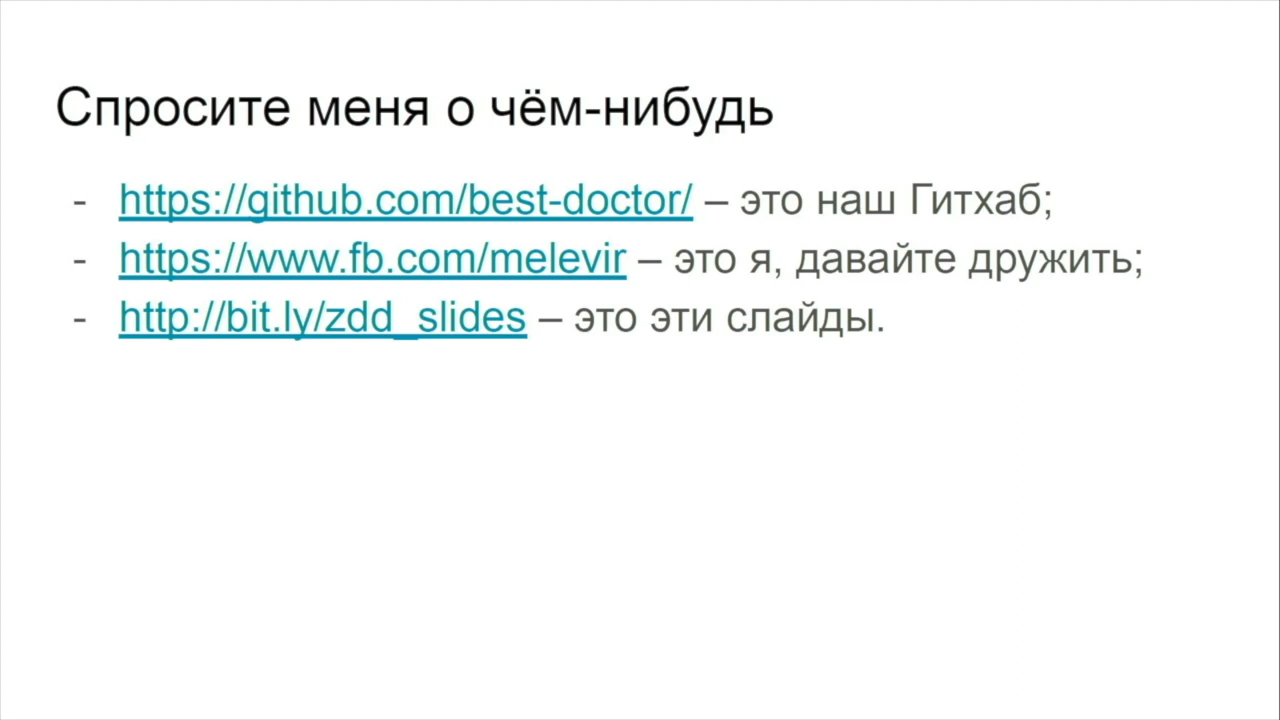 Спросите меня о чём-нибудь
- https://github.com/best-doctor/ – это наш Гитхаб;
- https://www.fb.com/melevir – это я, давайте дружить;
- http://bit.ly/zdd_slides – это эти слайды.